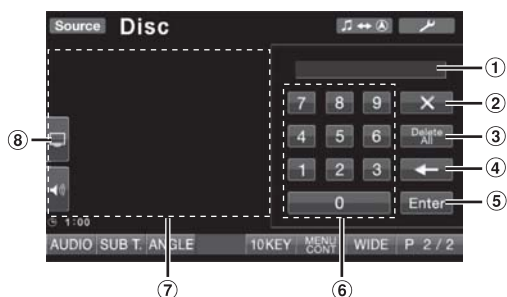 Source Disc
①
7 8 9 ②
4 5 6 Delete All ③
⑧ 1 2 3 ④
0 Enter ⑤
1:00
AUDIO SUB T. ANGLE 10KEY MENU CONT WIDE P 2/2
⑦ ⑥